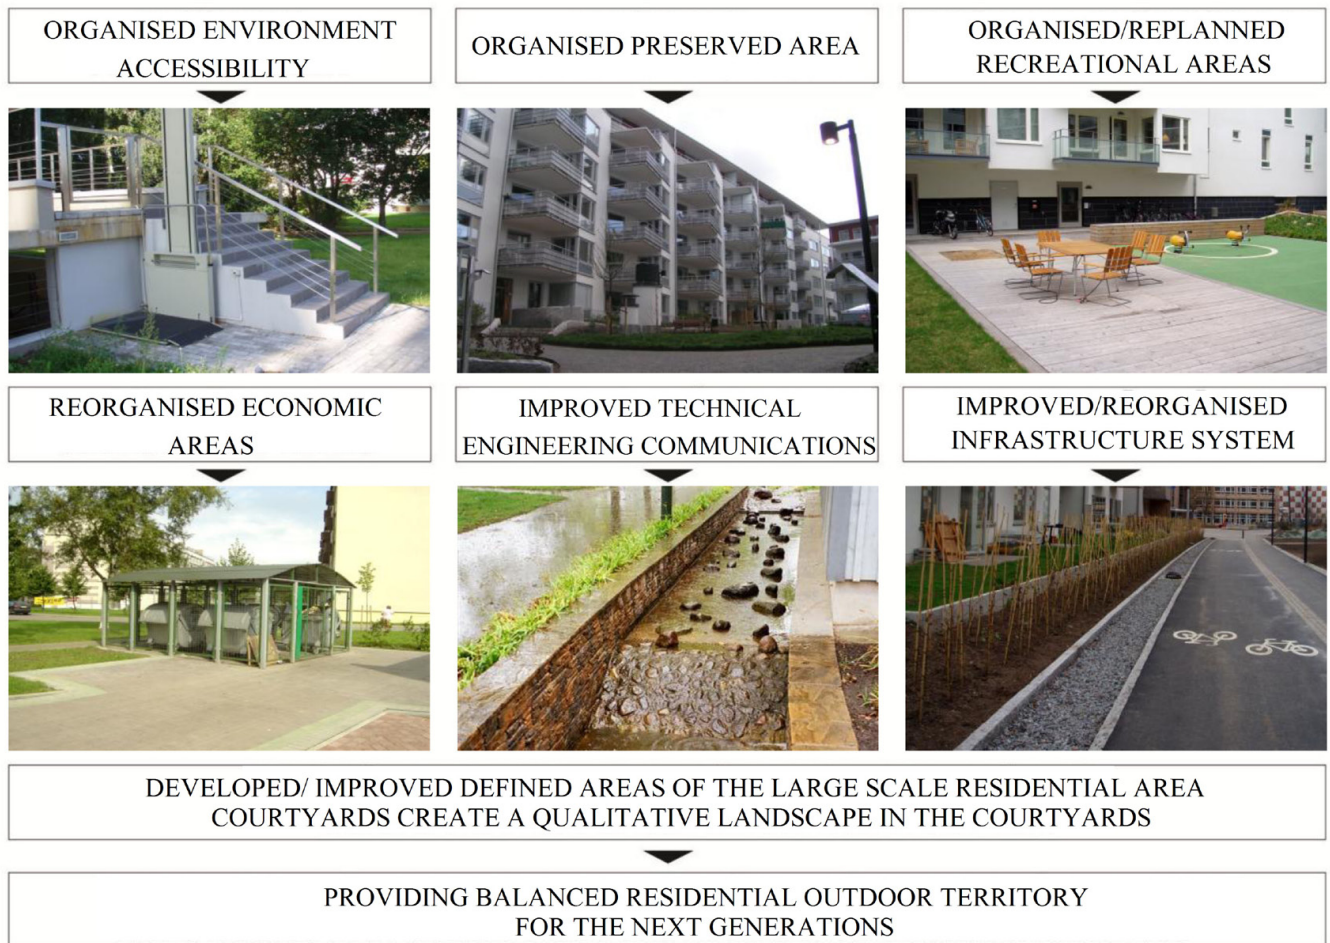 ORGANISED ENVIRONMENT
ACCESSIBILITY
ORGANISED PRESERVED AREA
ORGANISED/REPLANNED
RECREATIONAL AREAS
REORGANISED ECONOMIC
AREAS
IMPROVED TECHNICAL
ENGINEERING COMMUNICATIONS
IMPROVED/REORGANISED
INFRASTRUCTURE SYSTEM
DEVELOPED/ IMPROVED DEFINED AREAS OF THE LARGE SCALE RESIDENTIAL AREA
COURTYARDS CREATE A QUALITATIVE LANDSCAPE IN THE COURTYARDS
PROVIDING BALANCED RESIDENTIAL OUTDOOR TERRITORY
FOR THE NEXT GENERATIONS